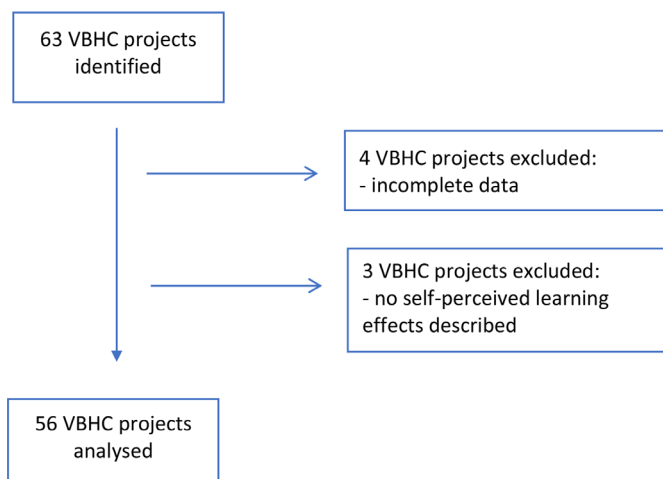 63 VBHC projects
identified
4 VBHC projects excluded:
- incomplete data
3 VBHC projects excluded:
- no self-perceived learning
effects described
56 VBHC projects
analysed